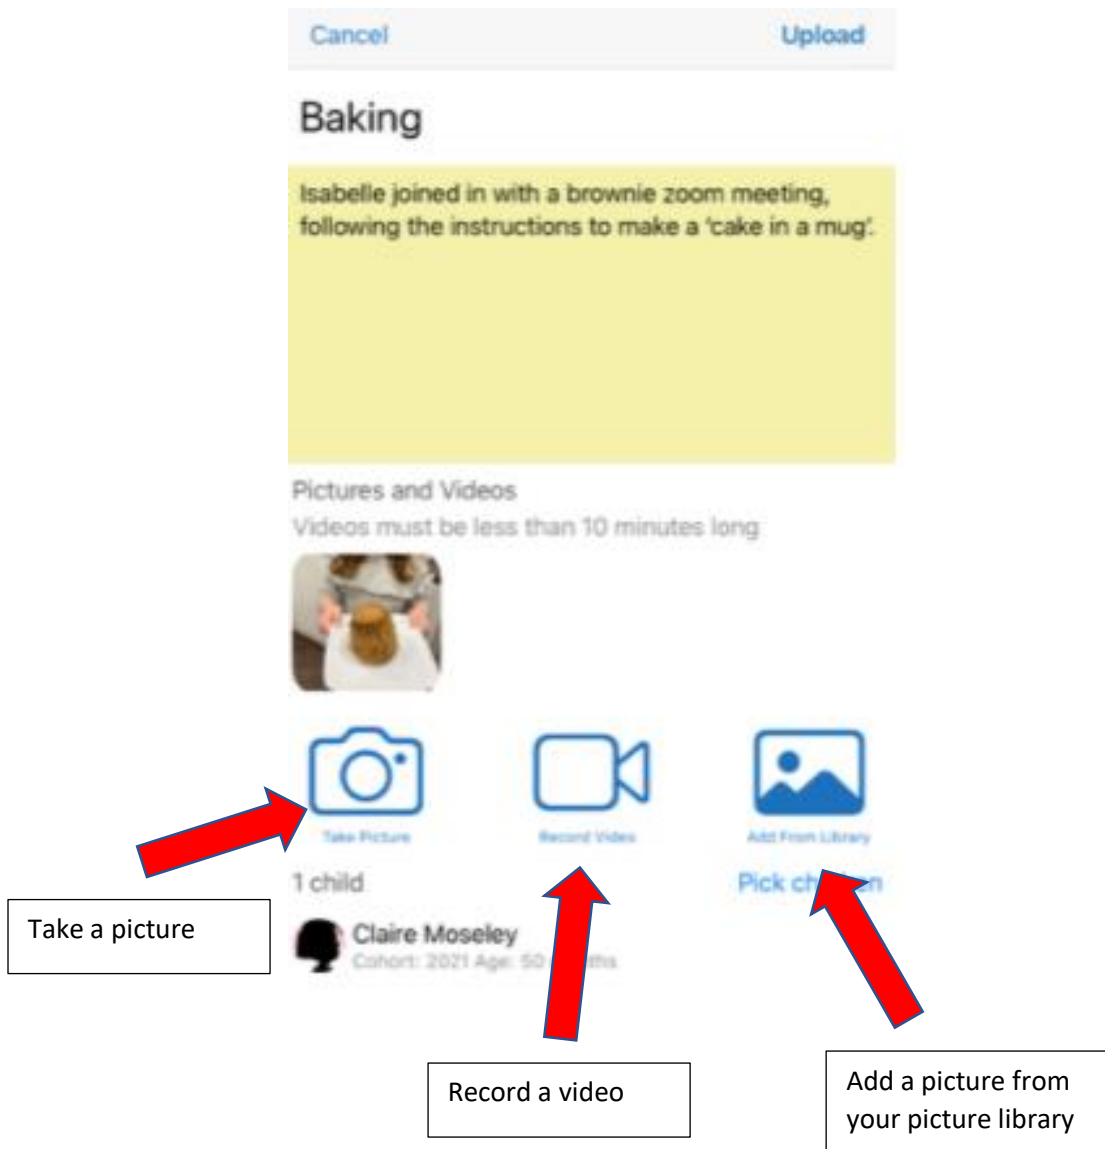 Cancel
Upload
Baking
Isabelle joined in with a brownie zoom meeting,
following the instructions to make a 'cake in a mug'.
Pictures and Videos
Videos must be less than 10 minutes long
Take Picture
Record Video
Add From Library
1 child
Pick
Take a picture
Claire Moseley
Cohort: 2021 Age: 50
Record a video
Add a picture from
your picture library